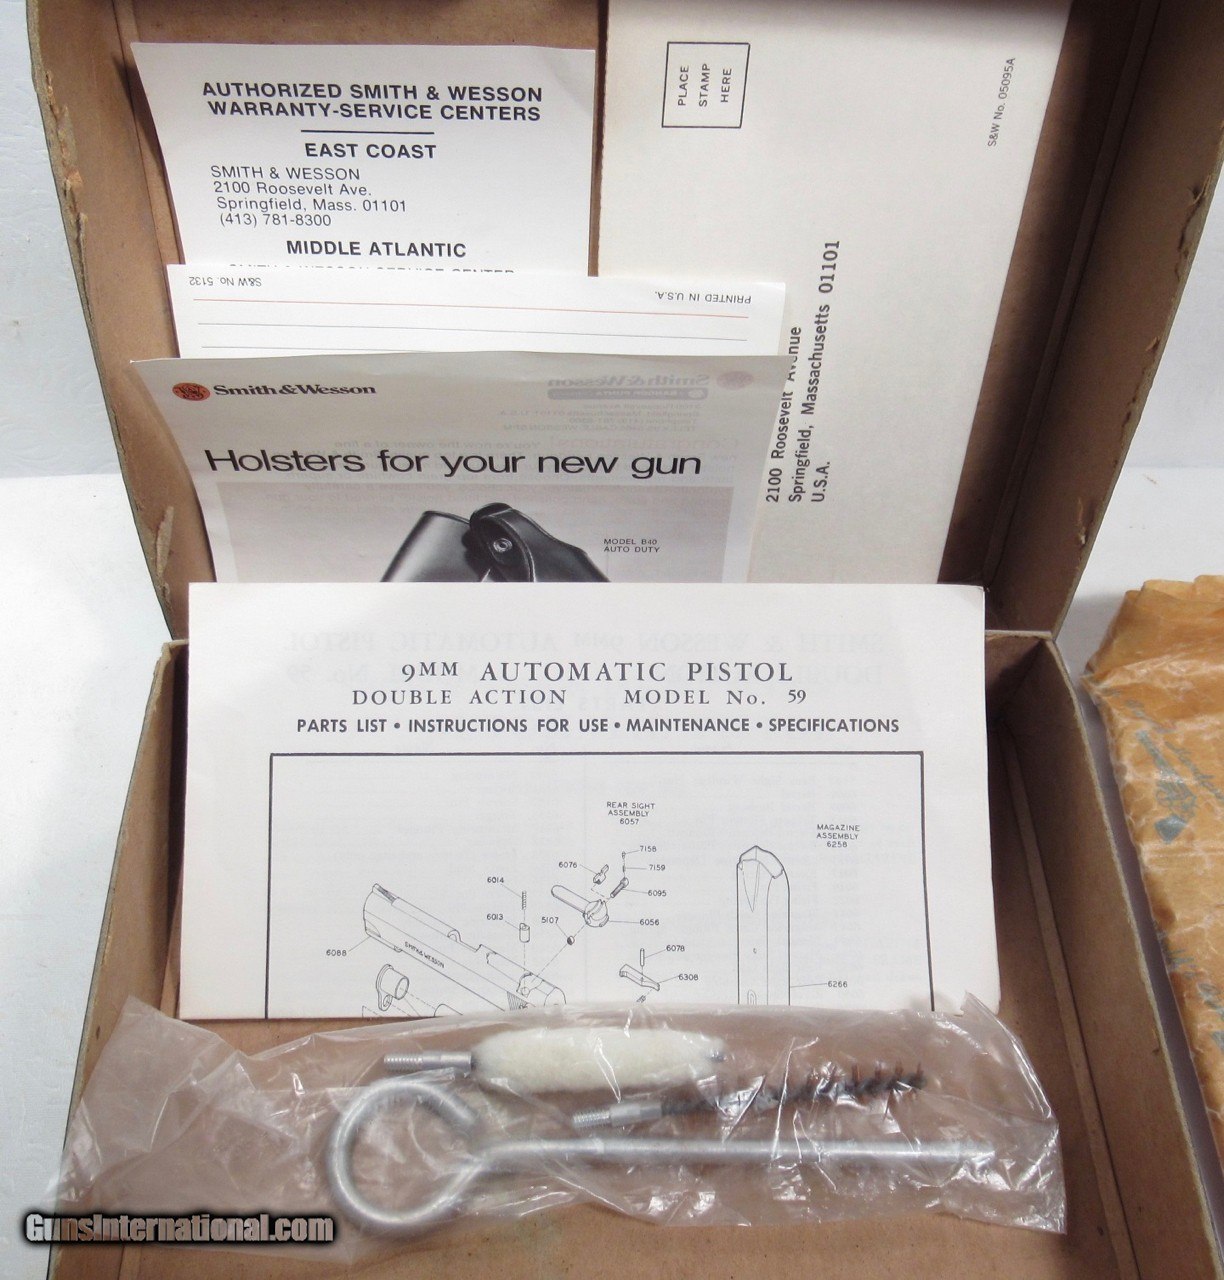 AUTHORIZED SMITH & WESSON
WARRANTY-SERVICE CENTERS
EAST COAST
SMITH & WESSON
2100 Roosevelt Ave.
Springfield, Mass. 01101
(413) 781-8300
MIDDLE ATLANTIC
PLACE
STAMP
HERE
S&W No. 05095A
2100 Roosevelt Avenue
Springfield, Massachusetts 01101
U.S.A.
S&W No. 5132
PRINTED IN U.S.A.
Smith & Wesson
Holsters for your new gun
MODEL B40
AUTO DUTY
9MM AUTOMATIC PISTOL
DOUBLE ACTION MODEL No. 59
PARTS LIST • INSTRUCTIONS FOR USE • MAINTENANCE • SPECIFICATIONS
REAR SIGHT
ASSEMBLY
6057
MAGAZINE
ASSEMBLY
6258
7158
6076
7159
6014
6095
6013
5107
6056
6088
SMITH & WESSON
6078
6308
6266
GunsInternational.com